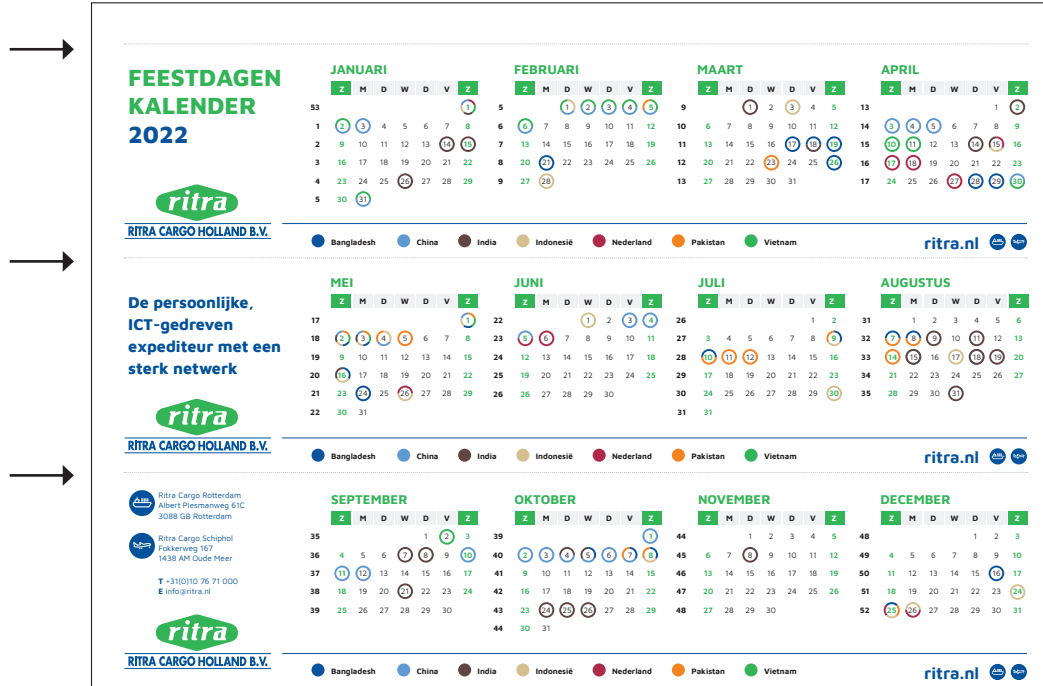 FEESTDAGEN
KALENDER
2022
ritra
RITRA CARGO HOLLAND B.V.
JANUARI
Z M D W D V Z
53 1
1 2 3 4 5 6 7 8
2 9 10 11 12 13 14 15
3 16 17 18 19 20 21 22
4 23 24 25 26 27 28 29
5 30 31
FEBRUARI
Z M D W D V Z
5 1 2 3 4 5
6 6 7 8 9 10 11 12
7 13 14 15 16 17 18 19
8 20 21 22 23 24 25 26
9 27 28
MAART
Z M D W D V Z
9 1 2 3 4 5
10 6 7 8 9 10 11 12
11 13 14 15 16 17 18 19
12 20 21 22 23 24 25 26
13 27 28 29 30 31
APRIL
Z M D W D V Z
13 1 2
14 3 4 5 6 7 8 9
15 10 11 12 13 14 15 16
16 17 18 19 20 21 22 23
17 24 25 26 27 28 29 30
Bangladesh China India Indonesië Nederland Pakistan Vietnam
ritra.nl
De persoonlijke,
ICT-gedreven
expediteur met een
sterk netwerk
ritra
RITRA CARGO HOLLAND B.V.
MEI
Z M D W D V Z
17 1
18 2 3 4 5 6 7 8
19 9 10 11 12 13 14 15
20 16 17 18 19 20 21 22
21 23 24 25 26 27 28 29
22 30 31
JUNI
Z M D W D V Z
22 1 2 3 4
23 5 6 7 8 9 10 11
24 12 13 14 15 16 17 18
25 19 20 21 22 23 24 25
26 26 27 28 29 30
JULI
Z M D W D V Z
26 1 2
27 3 4 5 6 7 8 9
28 10 11 12 13 14 15 16
29 17 18 19 20 21 22 23
30 24 25 26 27 28 29 30
31 31
AUGUSTUS
Z M D W D V Z
31 1 2 3 4 5 6
32 7 8 9 10 11 12 13
33 14 15 16 17 18 19 20
34 21 22 23 24 25 26 27
35 28 29 30 31
Bangladesh China India Indonesië Nederland Pakistan Vietnam
ritra.nl
Ritra Cargo Rotterdam
Albert Plesmanweg 61C
3088 GB Rotterdam
Ritra Cargo Schiphol
Fokkerweg 167
1438 AM Oude Meer
T +31(0)10 76 71 000
E info@ritra.nl
ritra
RITRA CARGO HOLLAND B.V.
SEPTEMBER
Z M D W D V Z
35 1 2 3
36 4 5 6 7 8 9 10
37 11 12 13 14 15 16 17
38 18 19 20 21 22 23 24
39 25 26 27 28 29 30
OKTOBER
Z M D W D V Z
39 1
40 2 3 4 5 6 7 8
41 9 10 11 12 13 14 15
42 16 17 18 19 20 21 22
43 23 24 25 26 27 28 29
44 30 31
NOVEMBER
Z M D W D V Z
44 1 2 3 4 5
45 6 7 8 9 10 11 12
46 13 14 15 16 17 18 19
47 20 21 22 23 24 25 26
48 27 28 29 30
DECEMBER
Z M D W D V Z
48 1 2 3
49 4 5 6 7 8 9 10
50 11 12 13 14 15 16 17
51 18 19 20 21 22 23 24
52 25 26 27 28 29 30 31
Bangladesh China India Indonesië Nederland Pakistan Vietnam
ritra.nl